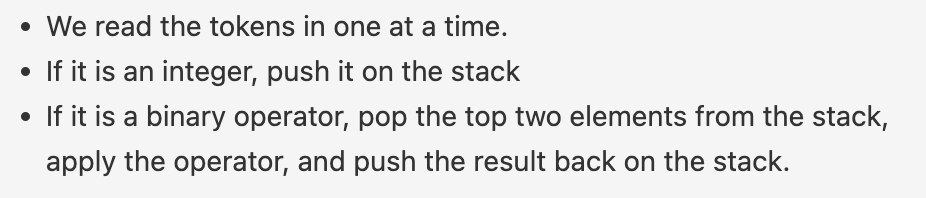 • We read the tokens in one at a time.
• If it is an integer, push it on the stack
• If it is a binary operator, pop the top two elements from the stack,
apply the operator, and push the result back on the stack.